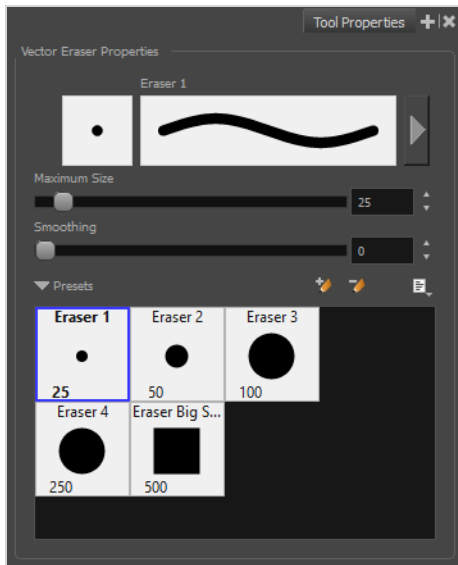 Tool Properties
Vector Eraser Properties
Eraser 1
Maximum Size
25
Smoothing
0
Presets
Eraser 1 Eraser 2 Eraser 3
25 50 100
Eraser 4 Eraser Big S...
250 500